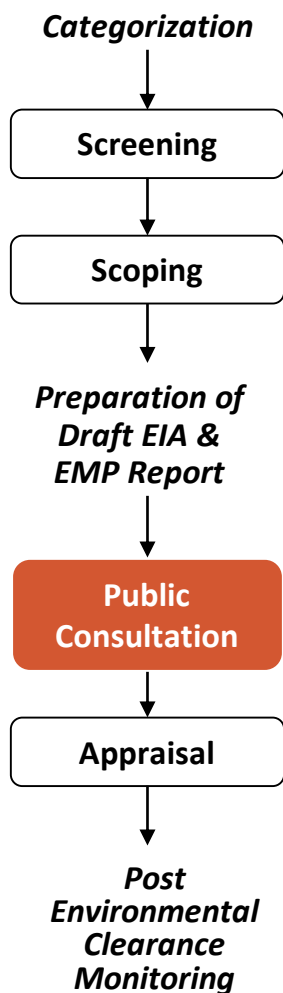 Categorization
Screening
Scoping
Preparation of
Draft EIA &
EMP Report
Public
Consultation
Appraisal
Post
Environmental
Clearance
Monitoring